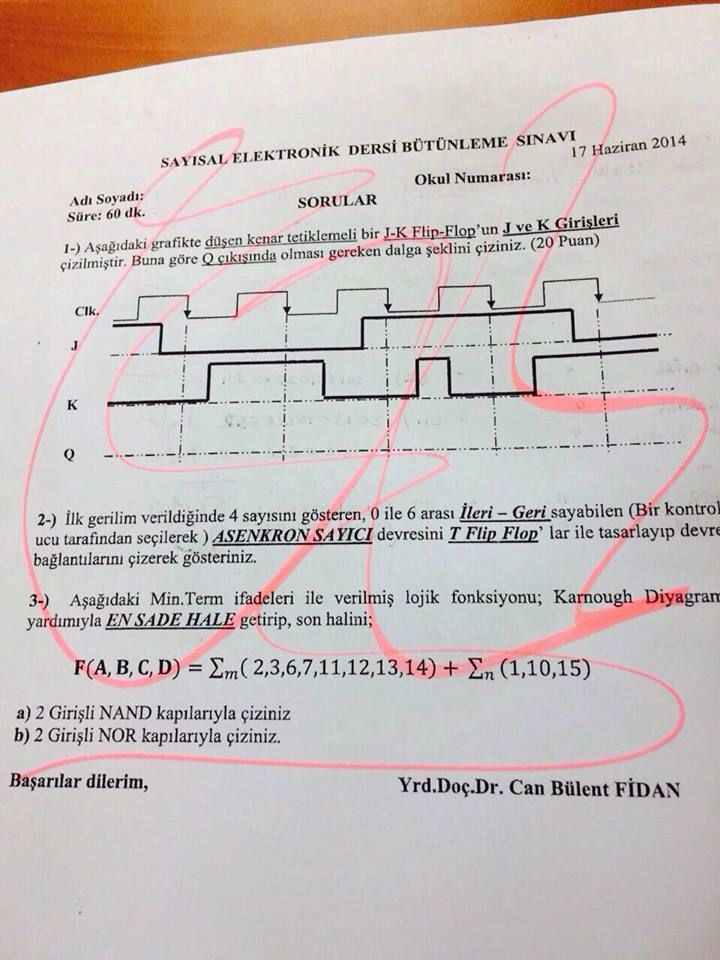 SAYISAL ELEKTRONİK DERSİ BÜTÜNLEME SINAVI
17 Haziran 2014
Adı Soyadı:
Okul Numarası:
Süre: 60 dk.
SORULAR
1-) Aşağıdaki grafikte düşen kenar tetiklemeli bir J-K Flip-Flop'un J ve K Girişleri
çizilmiştir. Buna göre Q çıkışında olması gereken dalga şeklini çiziniz. (20 Puan)
Clk.
J
K
Q
2-) İlk gerilim verildiğinde 4 sayısını gösteren, 0 ile 6 arası İleri – Geri sayabilen (Bir kontrol
ucu tarafından seçilerek ) ASENKRON SAYICI devresini T Flip Flop' lar ile tasarlayıp devre
bağlantılarını çizerek gösteriniz.
3-) Aşağıdaki Min.Term ifadeleri ile verilmiş lojik fonksiyonu; Karnough Diyagram
yardımıyla EN SADE HALE getirip, son halini;
F(A, B, C, D) = Σm( 2,3,6,7,11,12,13,14) + Σn (1,10,15)
a) 2 Girişli NAND kapılarıyla çiziniz
b) 2 Girişli NOR kapılarıyla çiziniz.
Başarılar dilerim,
Yrd.Doç.Dr. Can Bülent FİDAN